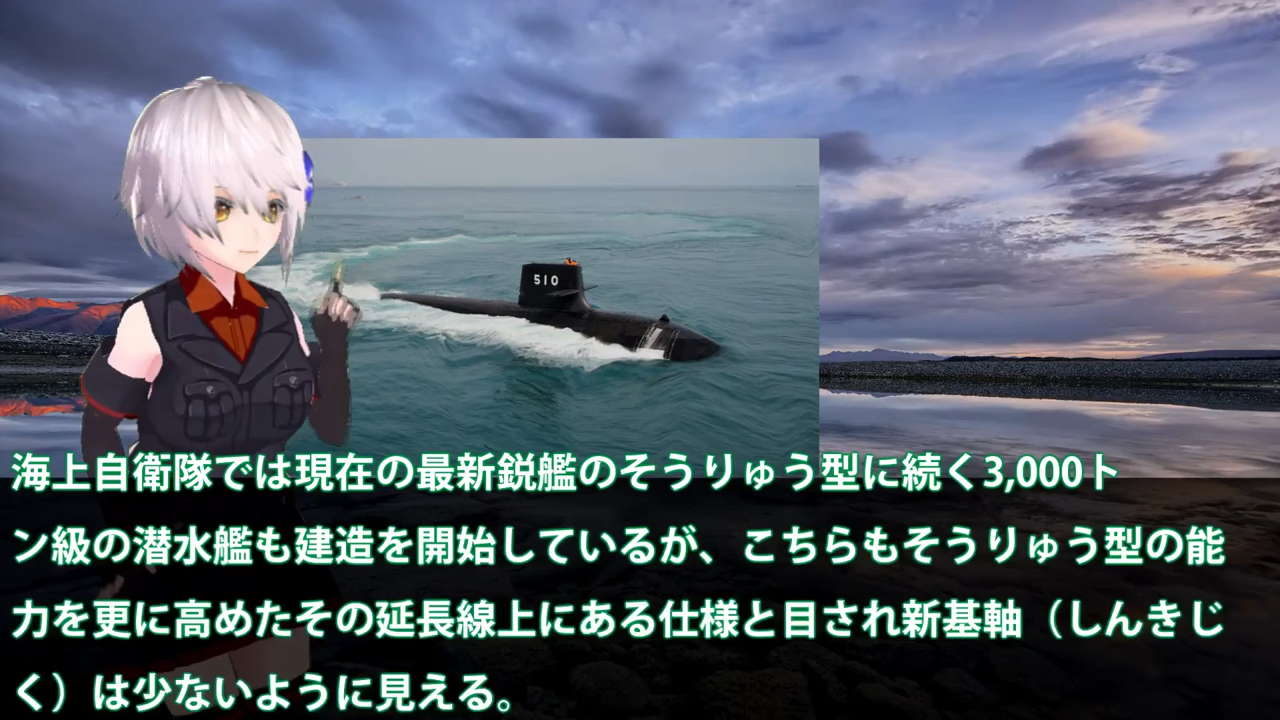 510
海上自衛隊では現在の最新鋭艦のそうりゅう型に続く3,000ト
ン級の潜水艦も建造を開始しているが、こちらもそうりゅう型の能
力を更に高めたその延長線上にある仕様と目され新基軸（しんきじ
く）は少ないように見える。